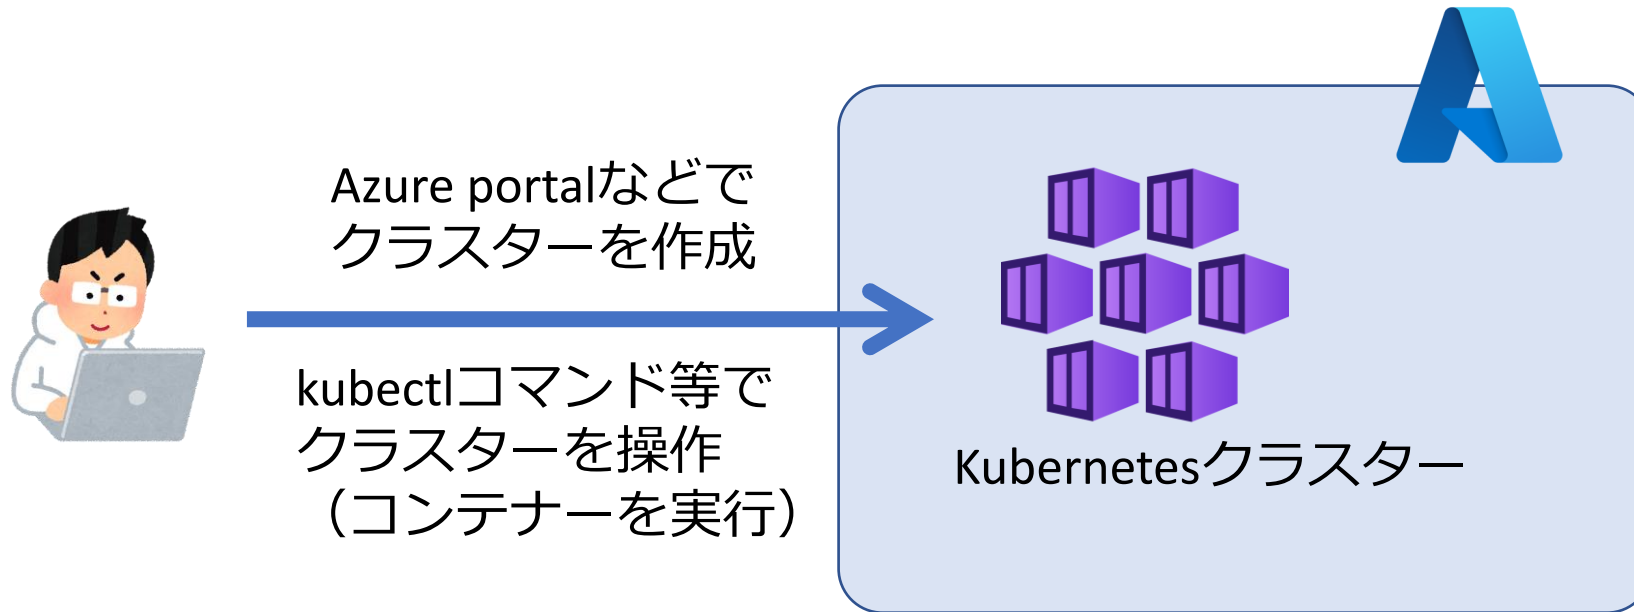 Azure portalなどで
クラスターを作成
kubectlコマンド等で
クラスターを操作
（コンテナーを実行）
Kubernetesクラスター